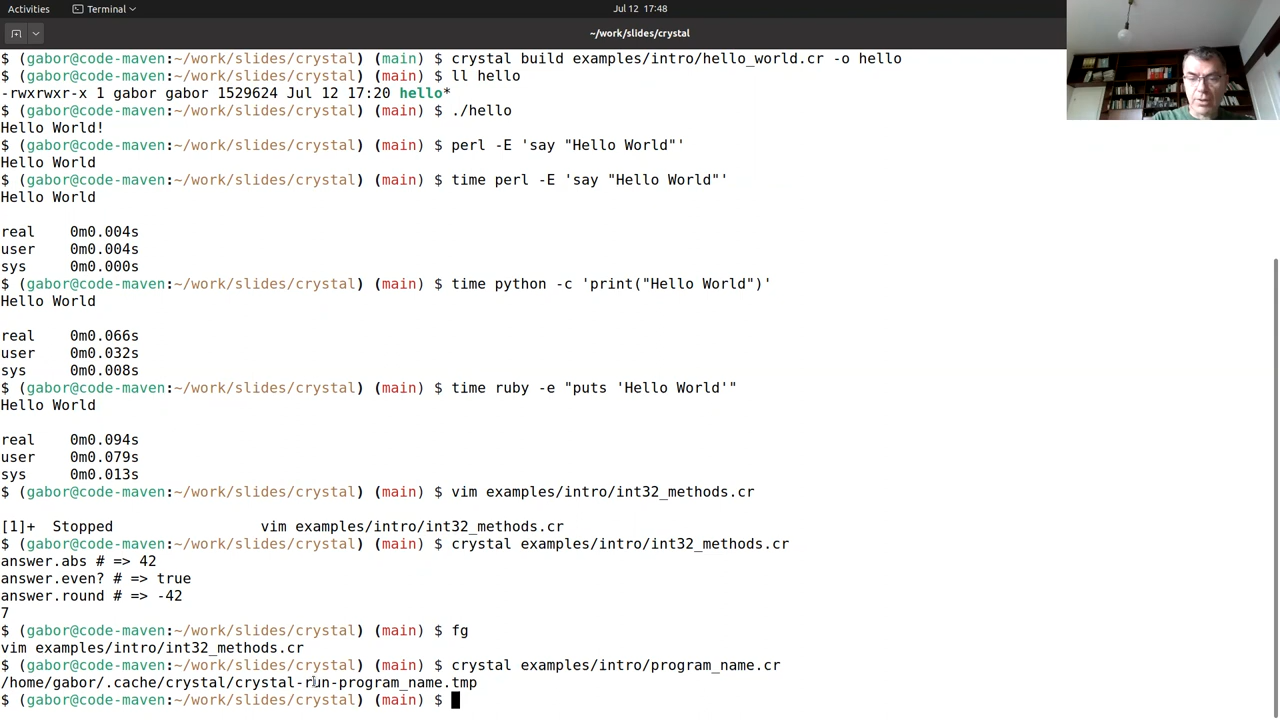 Activities
Terminal
Jul 12 17:48
~/work/slides/crystal
$ (gabor@code-maven:~/work/slides/crystal) (main) $ crystal build examples/intro/hello_world.cr -o hello
$ (gabor@code-maven:~/work/slides/crystal) (main) $ ll hello
-rwxrwxr-x 1 gabor gabor 1529624 Jul 12 17:20 hello*
$ (gabor@code-maven:~/work/slides/crystal) (main) $ ./hello
Hello World!
$ (gabor@code-maven:~/work/slides/crystal) (main) $ perl -E 'say "Hello World"'
Hello World
$ (gabor@code-maven:~/work/slides/crystal) (main) $ time perl -E 'say "Hello World"'
Hello World
real    0m0.004s
user    0m0.004s
sys     0m0.000s
$ (gabor@code-maven:~/work/slides/crystal) (main) $ time python -c 'print("Hello World")'
Hello World
real    0m0.066s
user    0m0.032s
sys     0m0.008s
$ (gabor@code-maven:~/work/slides/crystal) (main) $ time ruby -e "puts 'Hello World'"
Hello World
real    0m0.094s
user    0m0.079s
sys     0m0.013s
$ (gabor@code-maven:~/work/slides/crystal) (main) $ vim examples/intro/int32_methods.cr
[1]+  Stopped                 vim examples/intro/int32_methods.cr
$ (gabor@code-maven:~/work/slides/crystal) (main) $ crystal examples/intro/int32_methods.cr
answer.abs # => 42
answer.even? # => true
answer.round # => -42
7
$ (gabor@code-maven:~/work/slides/crystal) (main) $ fg
vim examples/intro/int32_methods.cr
$ (gabor@code-maven:~/work/slides/crystal) (main) $ crystal examples/intro/program_name.cr
/home/gabor/.cache/crystal/crystal-run-program_name.tmp
$ (gabor@code-maven:~/work/slides/crystal) (main) $